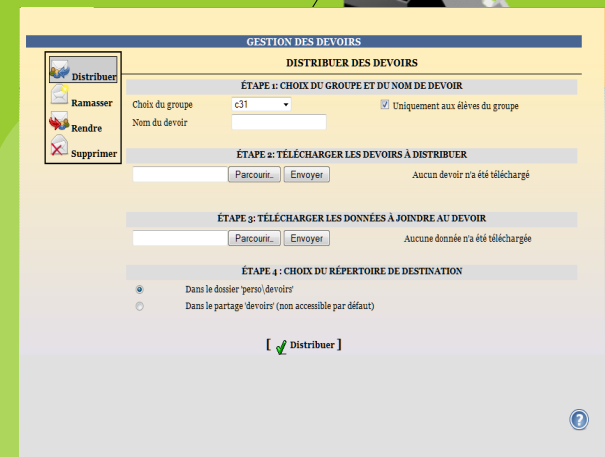 GESTION DES DEVOIRS
DISTRIBUER DES DEVOIRS
Distribuer
Ramasser
Rendre
Supprimer
ÉTAPE 1: CHOIX DU GROUPE ET DU NOM DE DEVOIR
Choix du groupe c31 Uniquement aux élèves du groupe
Nom du devoir
ÉTAPE 2: TÉLÉCHARGER LES DEVOIRS À DISTRIBUER
Parcourir.. Envoyer Aucun devoir n'a été téléchargé
ÉTAPE 3: TÉLÉCHARGER LES DONNÉES À JOINDRE AU DEVOIR
Parcourir.. Envoyer Aucune donnée n'a été téléchargée
ÉTAPE 4 : CHOIX DU RÉPERTOIRE DE DESTINATION
Dans le dossier 'perso\devoirs'
Dans le partage 'devoirs' (non accessible par défaut)
[ Distribuer ]
?